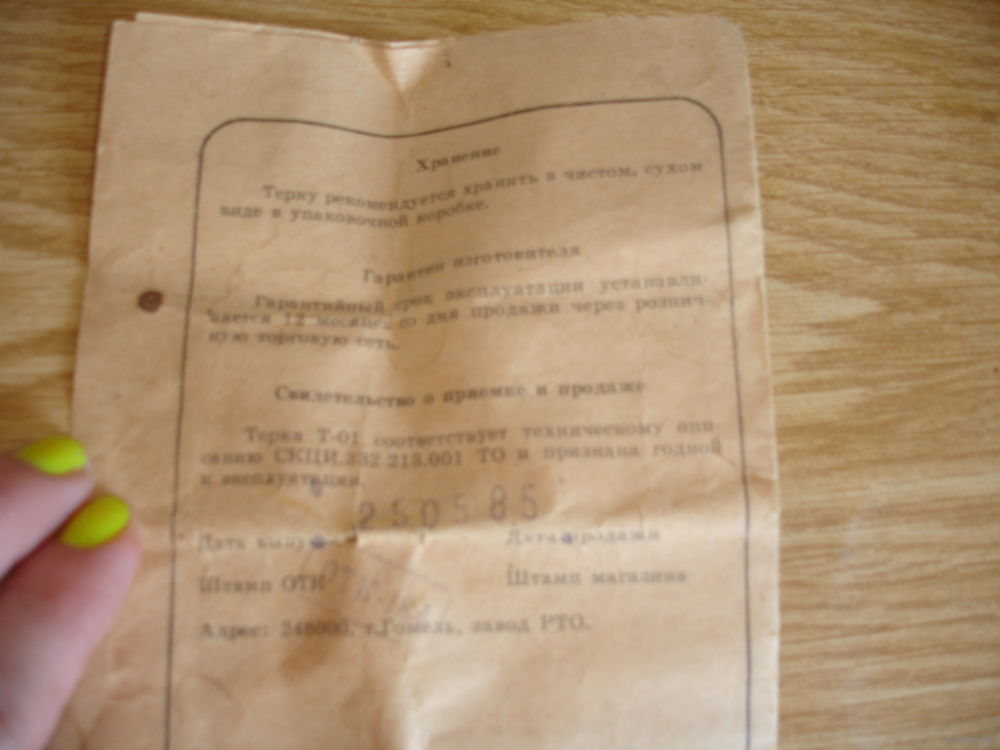 Хранение
Терку рекомендуется хранить в чистом, сухом
виде в упаковочной коробке.
Гарантии изготовителя
Гарантийный срок эксплуатации устанавли-
вается 12 месяцев со дня продажи через рознич-
ную торговую сеть.
Свидетельство о приемке и продаже
Терка Т-01 соответствует техническому опи-
санию СКЦИ.332 213.001 ТО и признана годной
к эксплуатации.
250585
Дата Дата продажи
Штамп ОТК Штамп магазина
Адрес: 246000, г.Гомель, завод РТО.